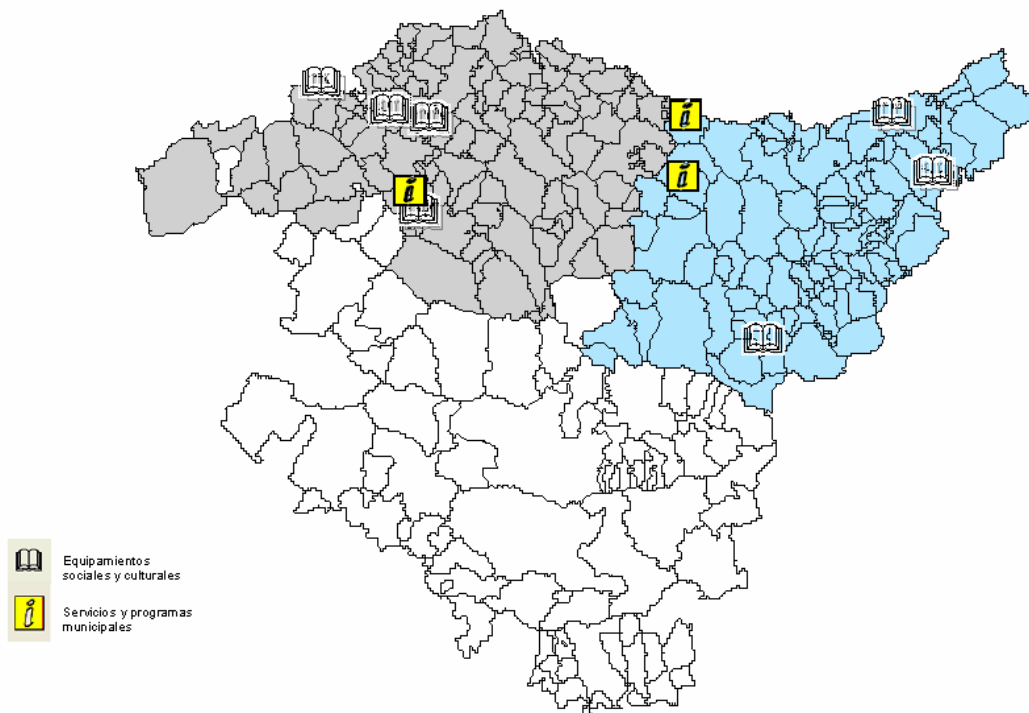 Equipamientos
sociales y culturales
Servicios y programas
municipales